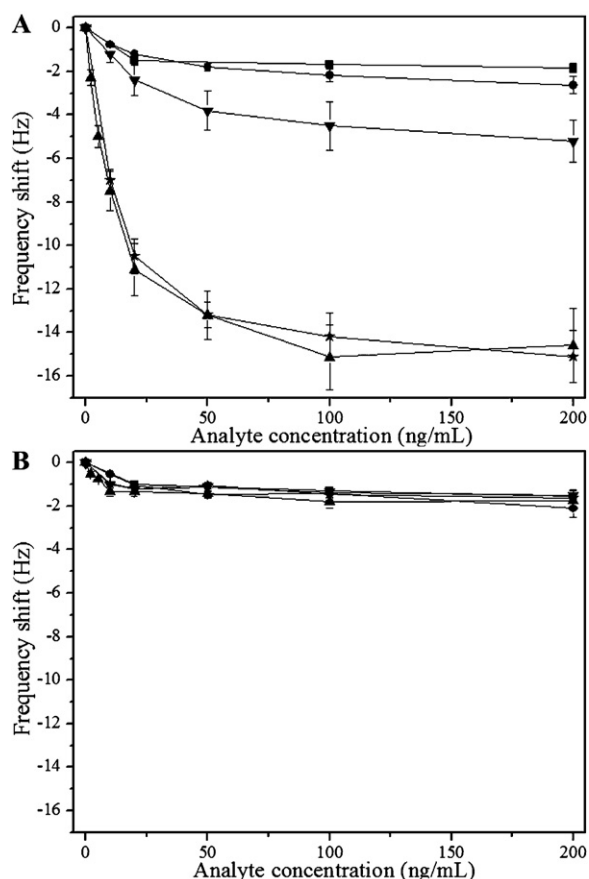 A
0
-2
-4
-6
-8
-10
-12
-14
-16
Frequency shift (Hz)
0 50 100 150 200
Analyte concentration (ng/mL)
B
0
-2
-4
-6
-8
-10
-12
-14
-16
Frequency shift (Hz)
0 50 100 150 200
Analyte concentration (ng/mL)